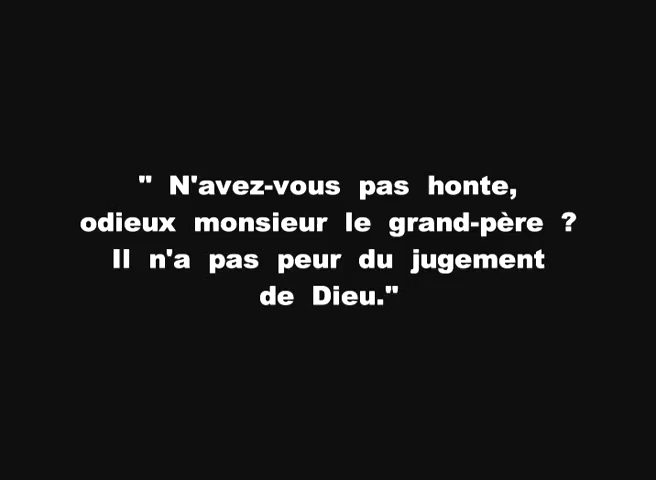 " N'avez-vous pas honte,
odieux monsieur le grand-père ?
Il n'a pas peur du jugement
de Dieu."